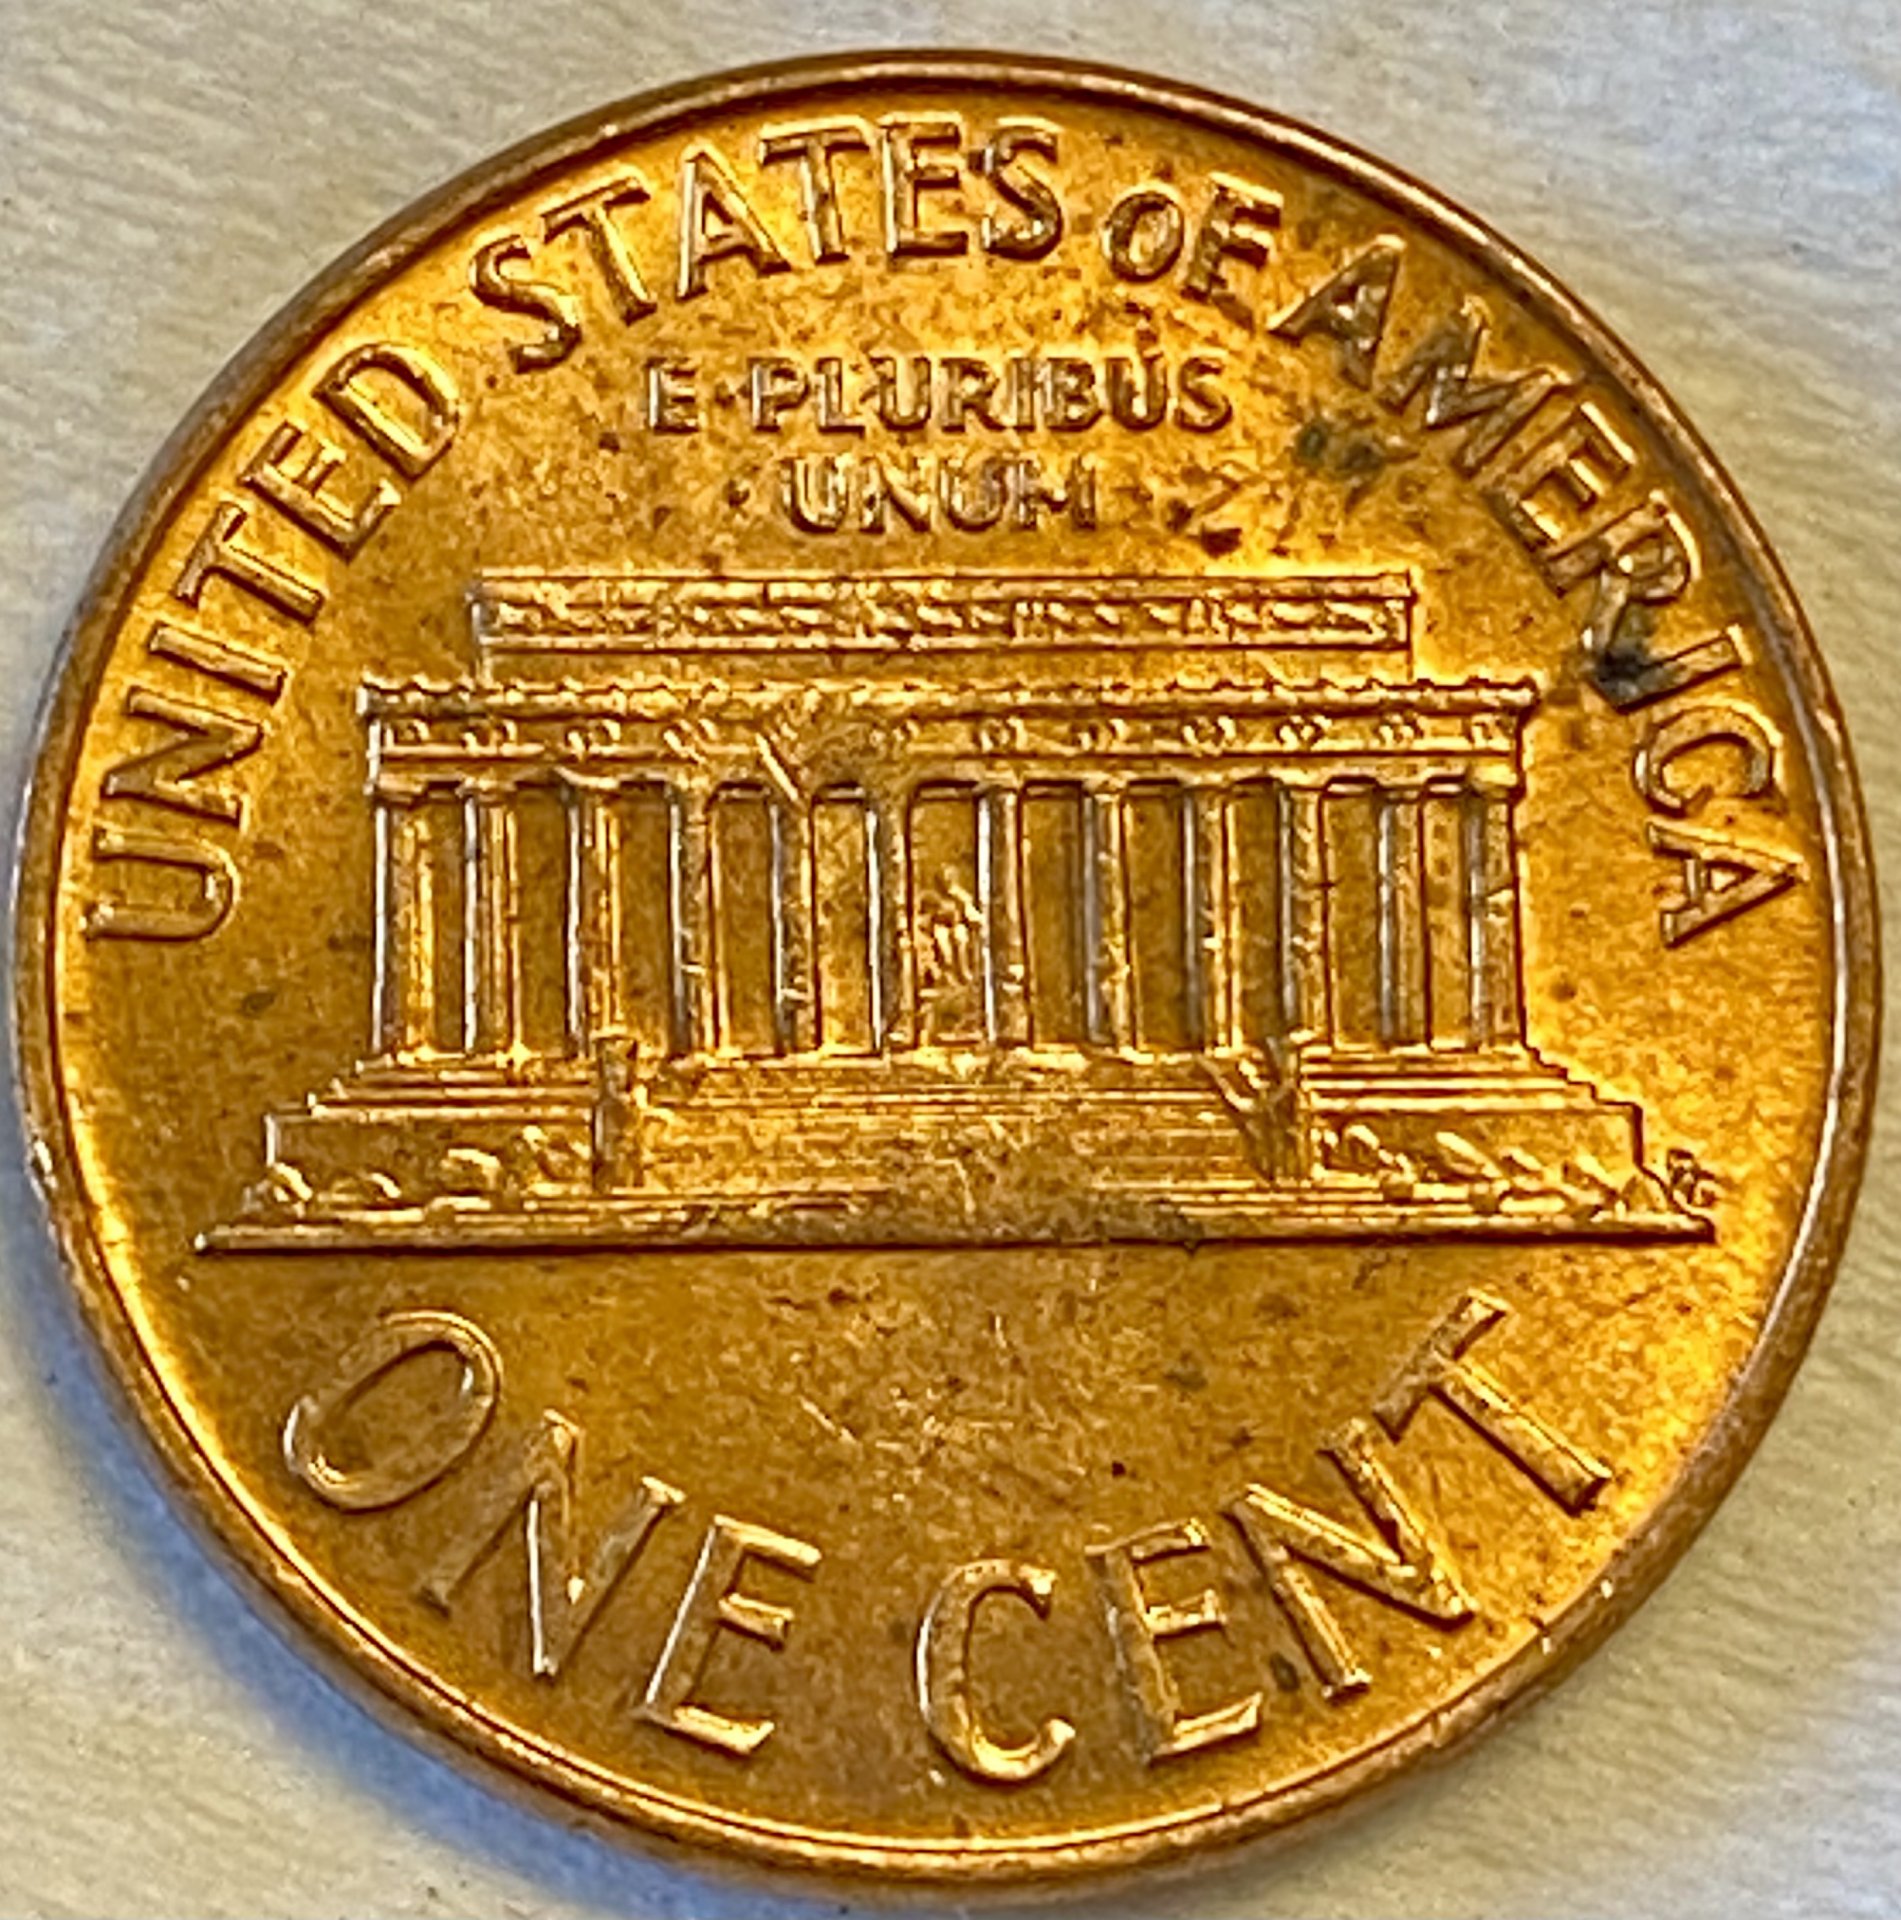 UNITED STATES OF AMERICA
E·PLURIBUS
·UNUM·
ONE CENT